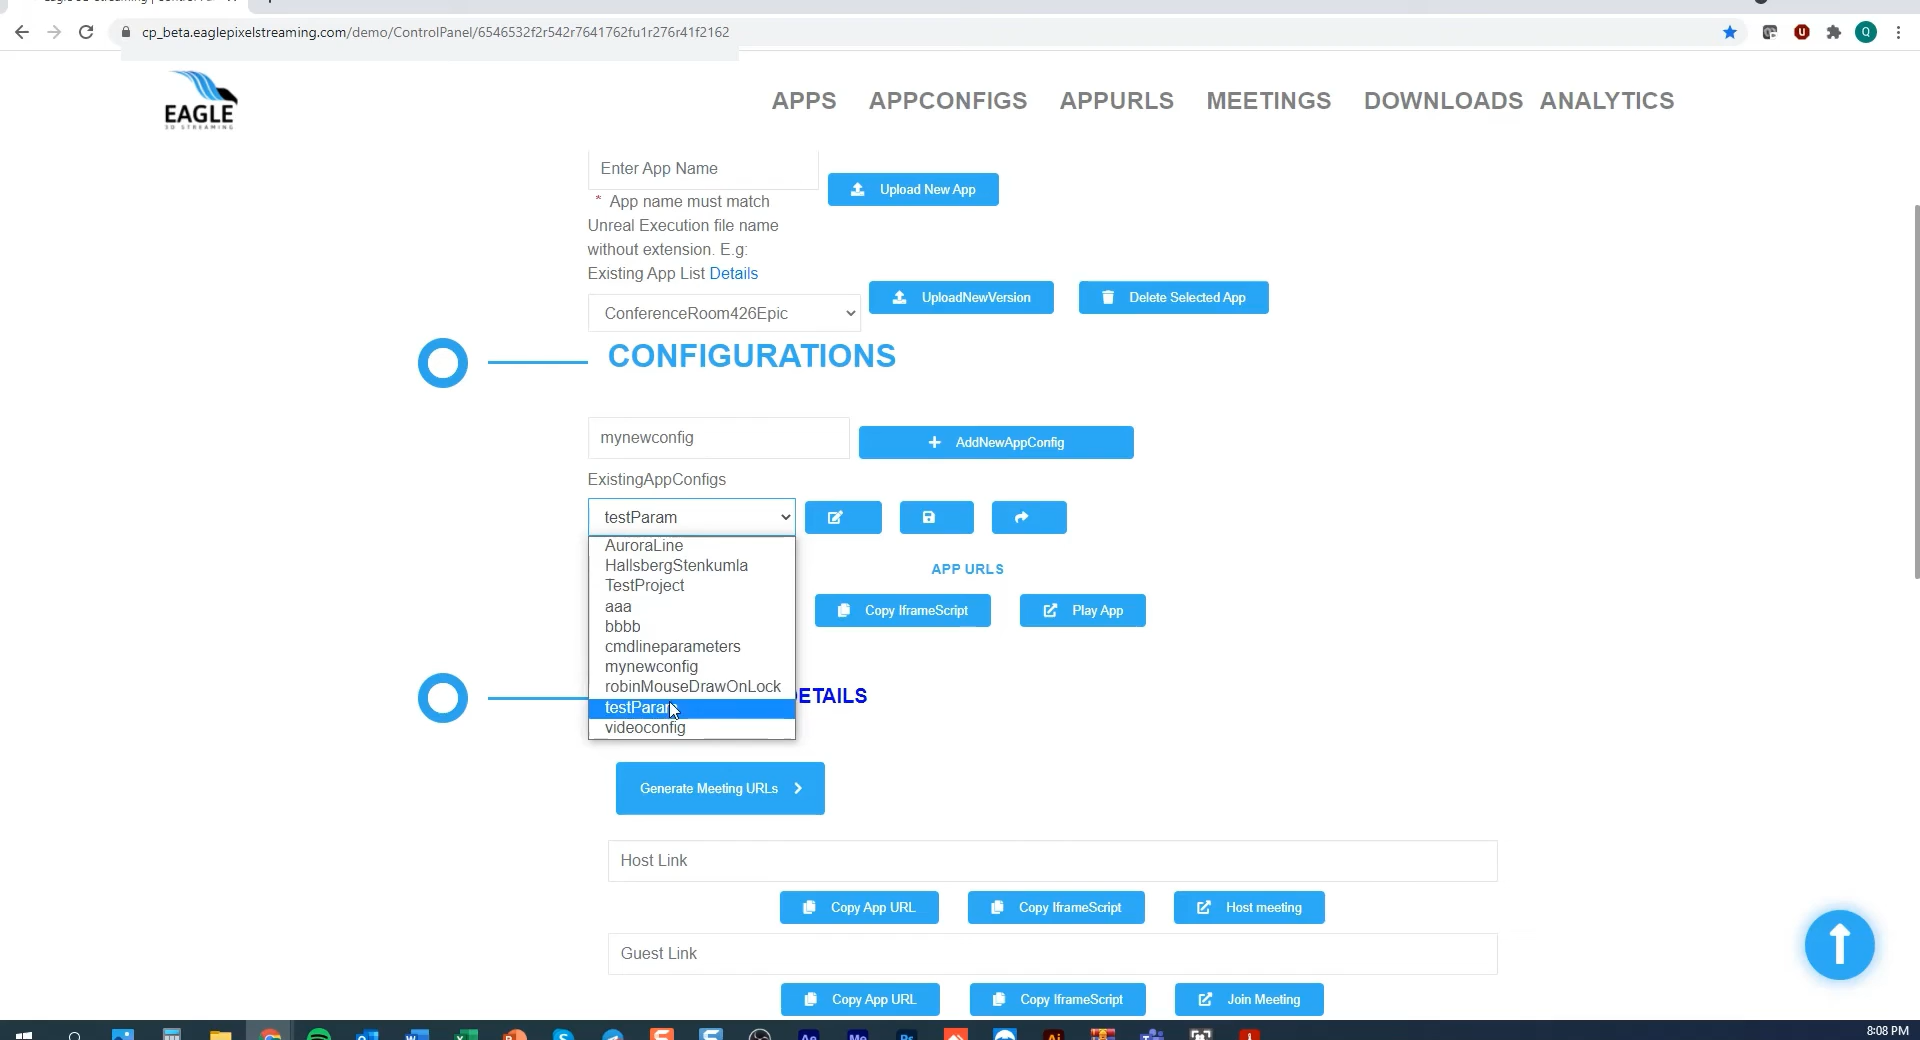 cp_beta.eaglepixelstreaming.com/demo/ControlPanel/6546532f2r542r7641762fu1r276r41f2162
Q
EAGLE
3D STREAMING
APPS APPCONFIGS APPURLS MEETINGS DOWNLOADS ANALYTICS
Enter App Name
Upload New App
* App name must match
Unreal Execution file name
without extension. E.g:
Existing App List Details
ConferenceRoom426Epic
UploadNewVersion
Delete Selected App
CONFIGURATIONS
mynewconfig
AddNewAppConfig
ExistingAppConfigs
testParam
AuroraLine
HallsbergStenkumla
TestProject
aaa
bbbb
cmdlineparameters
mynewconfig
robinMouseDrawOnLock
testParam
videoconfig
APP URLS
Copy IframeScript
Play App
ETAILS
Generate Meeting URLs
Host Link
Copy App URL
Copy IframeScript
Host meeting
Guest Link
Copy App URL
Copy IframeScript
Join Meeting
8:08 PM